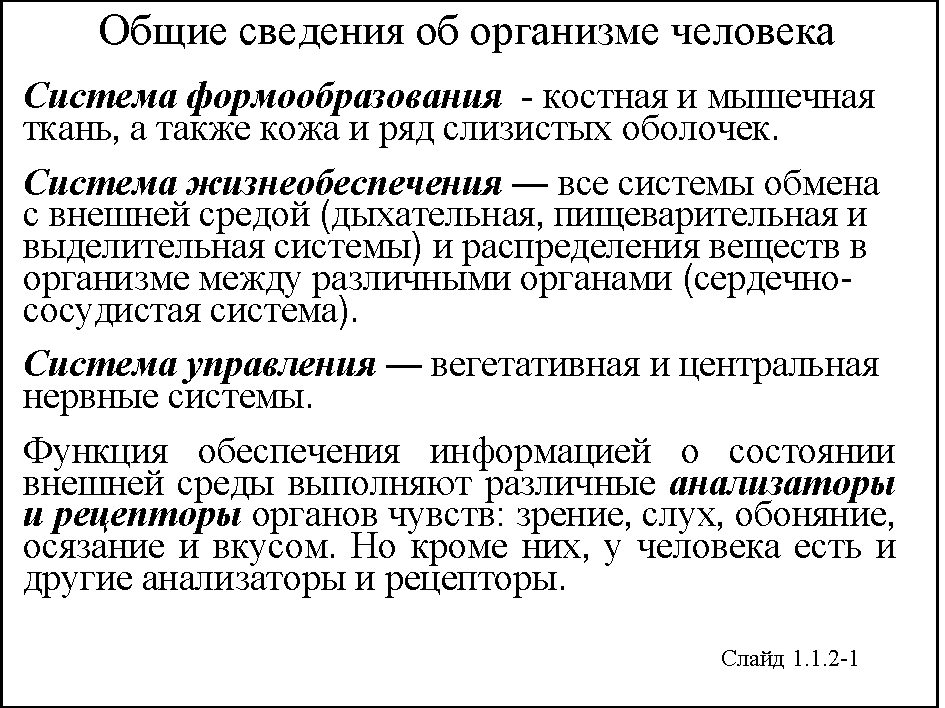 Общие сведения об организме человека
Система формообразования - костная и мышечная
ткань, а также кожа и ряд слизистых оболочек.
Система жизнеобеспечения — все системы обмена
с внешней средой (дыхательная, пищеварительная и
выделительная системы) и распределения веществ в
организме между различными органами (сердечно-
сосудистая система).
Система управления — вегетативная и центральная
нервные системы.
Функция обеспечения информацией о состоянии
внешней среды выполняют различные анализаторы
и рецепторы органов чувств: зрение, слух, обоняние,
осязание и вкусом. Но кроме них, у человека есть и
другие анализаторы и рецепторы.
Слайд 1.1.2-1